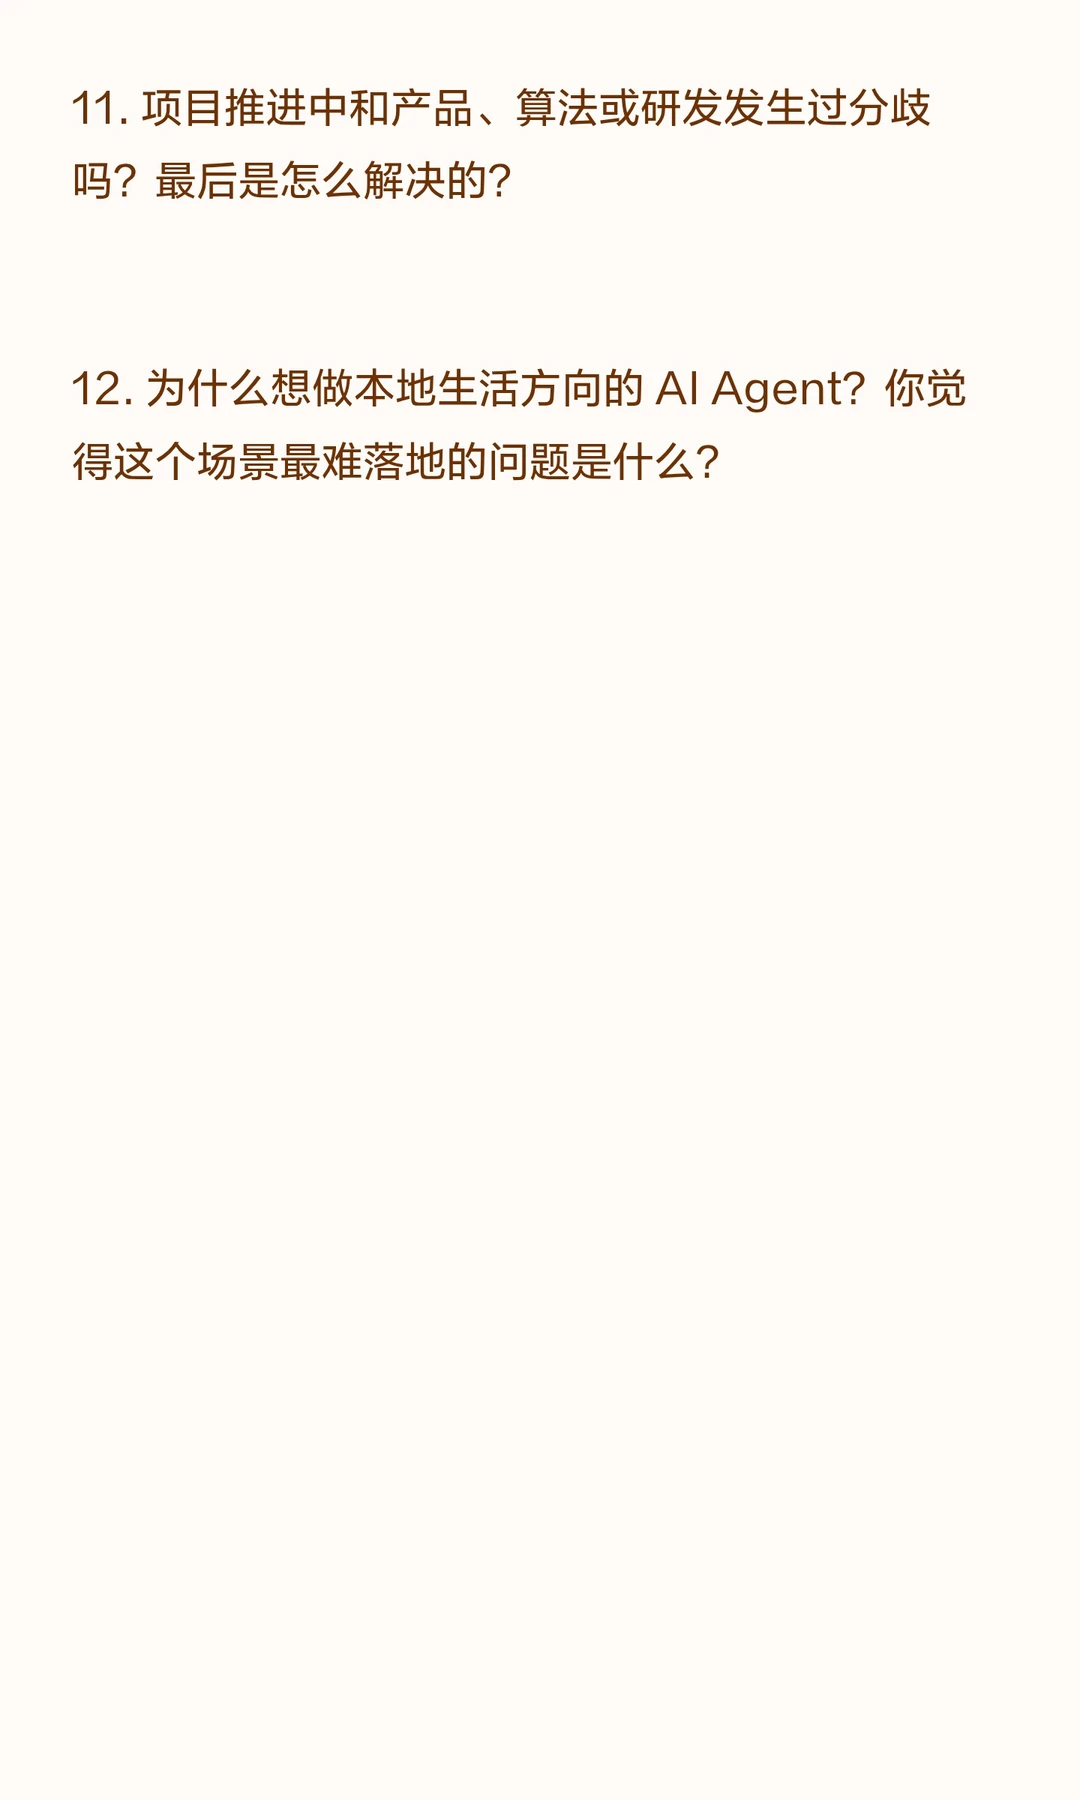 11. 项目推进中和产品、算法或研发发生过分歧
吗？最后是怎么解决的？
12. 为什么想做本地生活方向的 AI Agent？你觉
得这个场景最难落地的问题是什么？